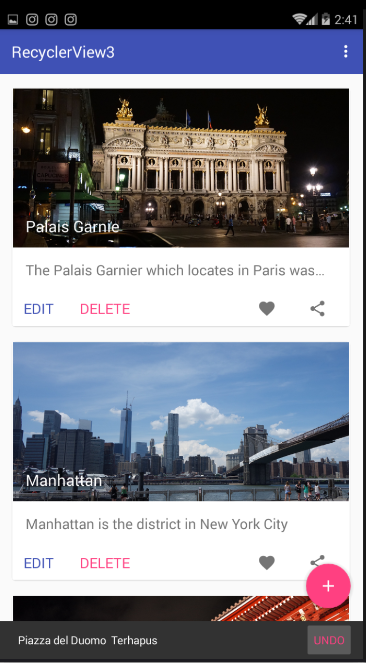 2:41
RecyclerView3
Palais Garnie
The Palais Garnier which locates in Paris was...
EDIT DELETE
Manhattan
Manhattan is the district in New York City
EDIT DELETE
+
Piazza del Duomo Terhapus UNDO